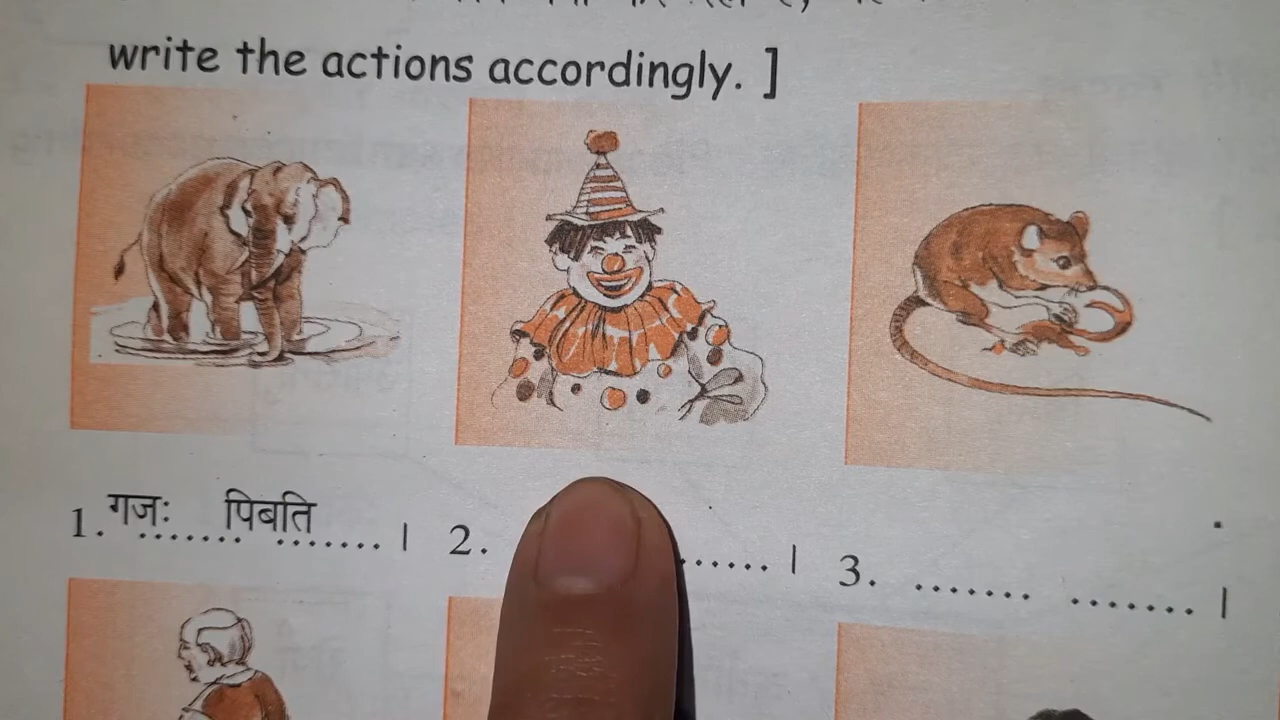 write the actions accordingly. ]
1. गजः पिबति । 2. ....... । 3. ....... ....... ।